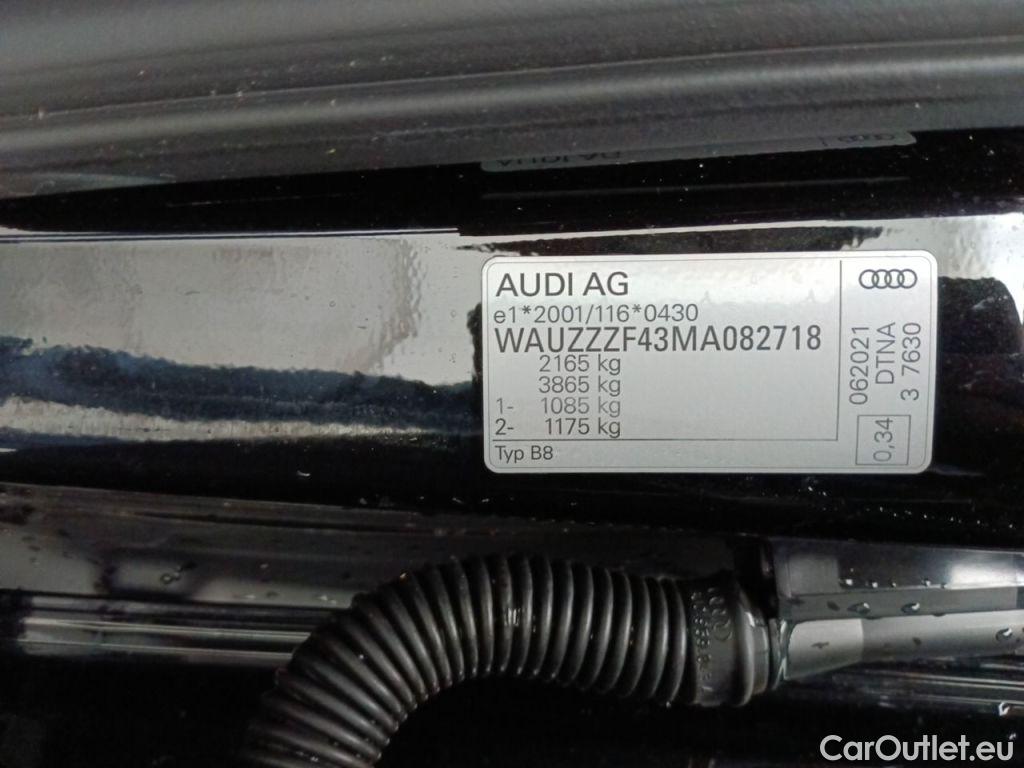 AUDI AG
e1*2001/116*0430
WAUZZZF43MA082718
2165 kg
3865 kg
1- 1085 kg
2- 1175 kg
Typ B8
062021
DTNA
3 7630
0,34
CarOutlet.eu